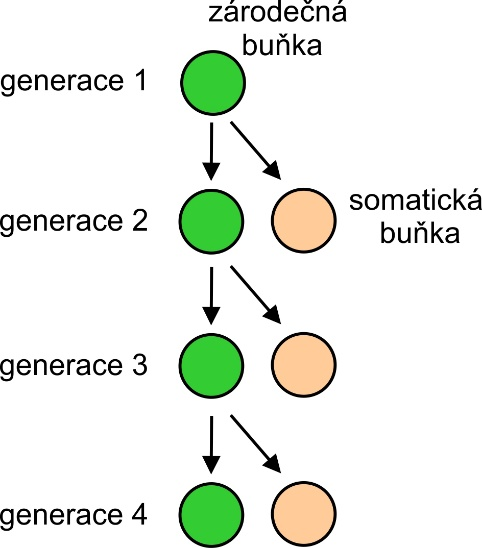 zárodečná
buňka
generace 1
generace 2
somatická
buňka
generace 3
generace 4